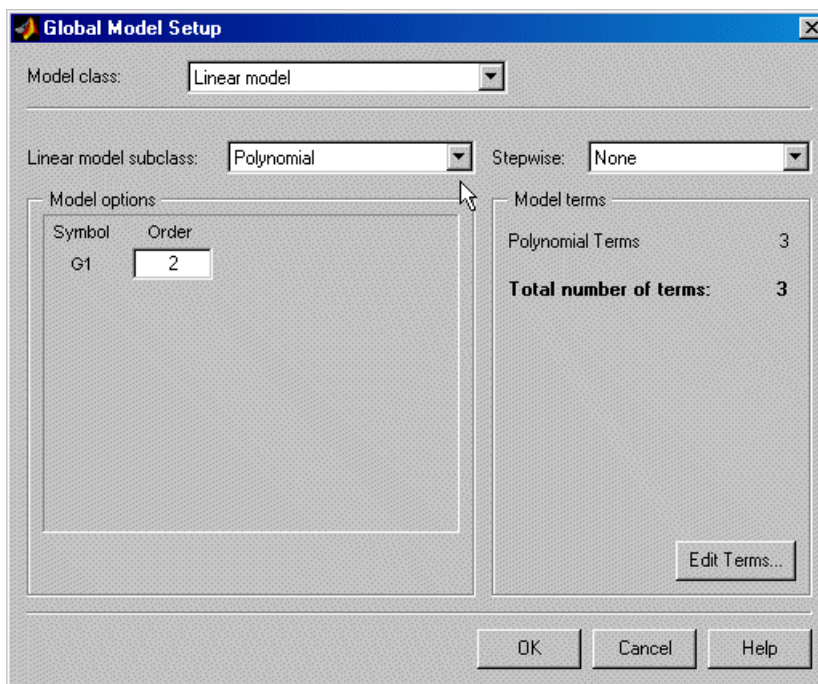 Global Model Setup
Model class: Linear model
Linear model subclass: Polynomial
Stepwise: None
Model options
Symbol Order
G1 2
Model terms
Polynomial Terms 3
Total number of terms: 3
Edit Terms...
OK Cancel Help